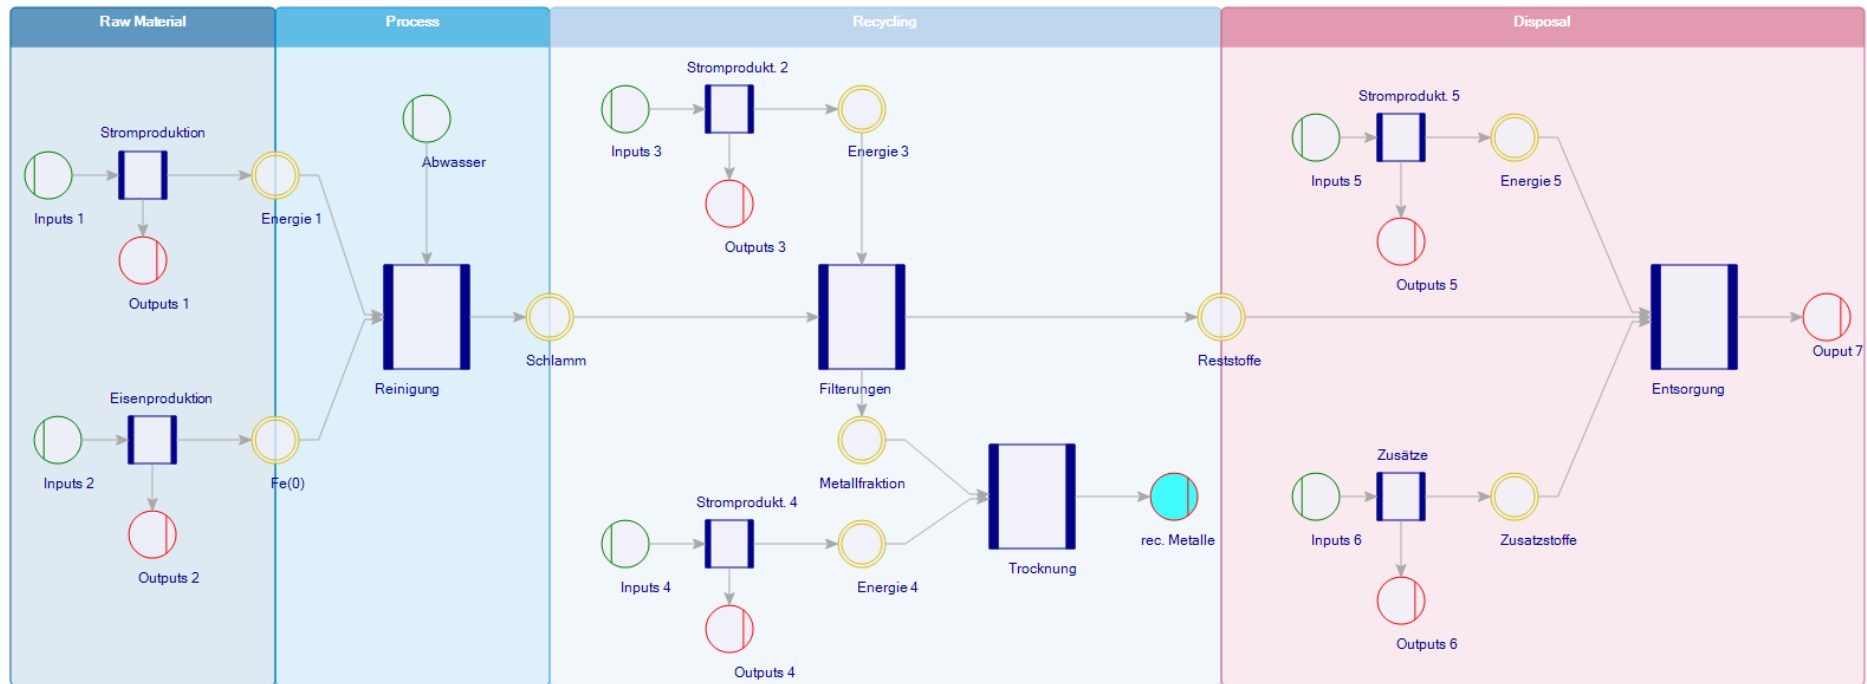 Raw Material
Process
Recycling
Disposal
Stromproduktion
Inputs 1
Energie 1
Outputs 1
Eisenproduktion
Inputs 2
Fe(0)
Outputs 2
Abwasser
Reinigung
Schlamm
Stromprodukt. 2
Inputs 3
Energie 3
Outputs 3
Filterungen
Reststoffe
Metallfraktion
Stromprodukt. 4
Inputs 4
Energie 4
Outputs 4
Trocknung
rec. Metalle
Stromprodukt. 5
Inputs 5
Energie 5
Outputs 5
Entsorgung
Ouput 7
Zusätze
Inputs 6
Zusatzstoffe
Outputs 6